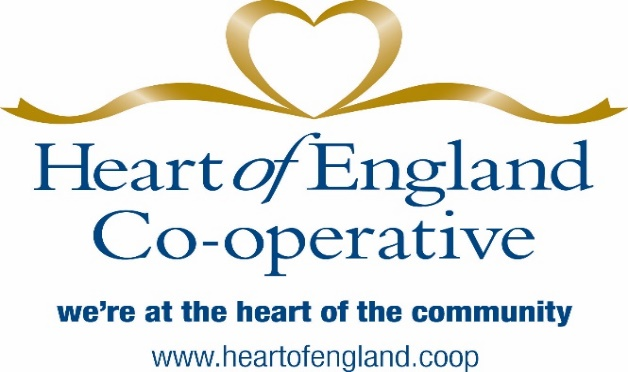 Heart of England
Co-operative
we're at the heart of the community
www.heartofengland.coop